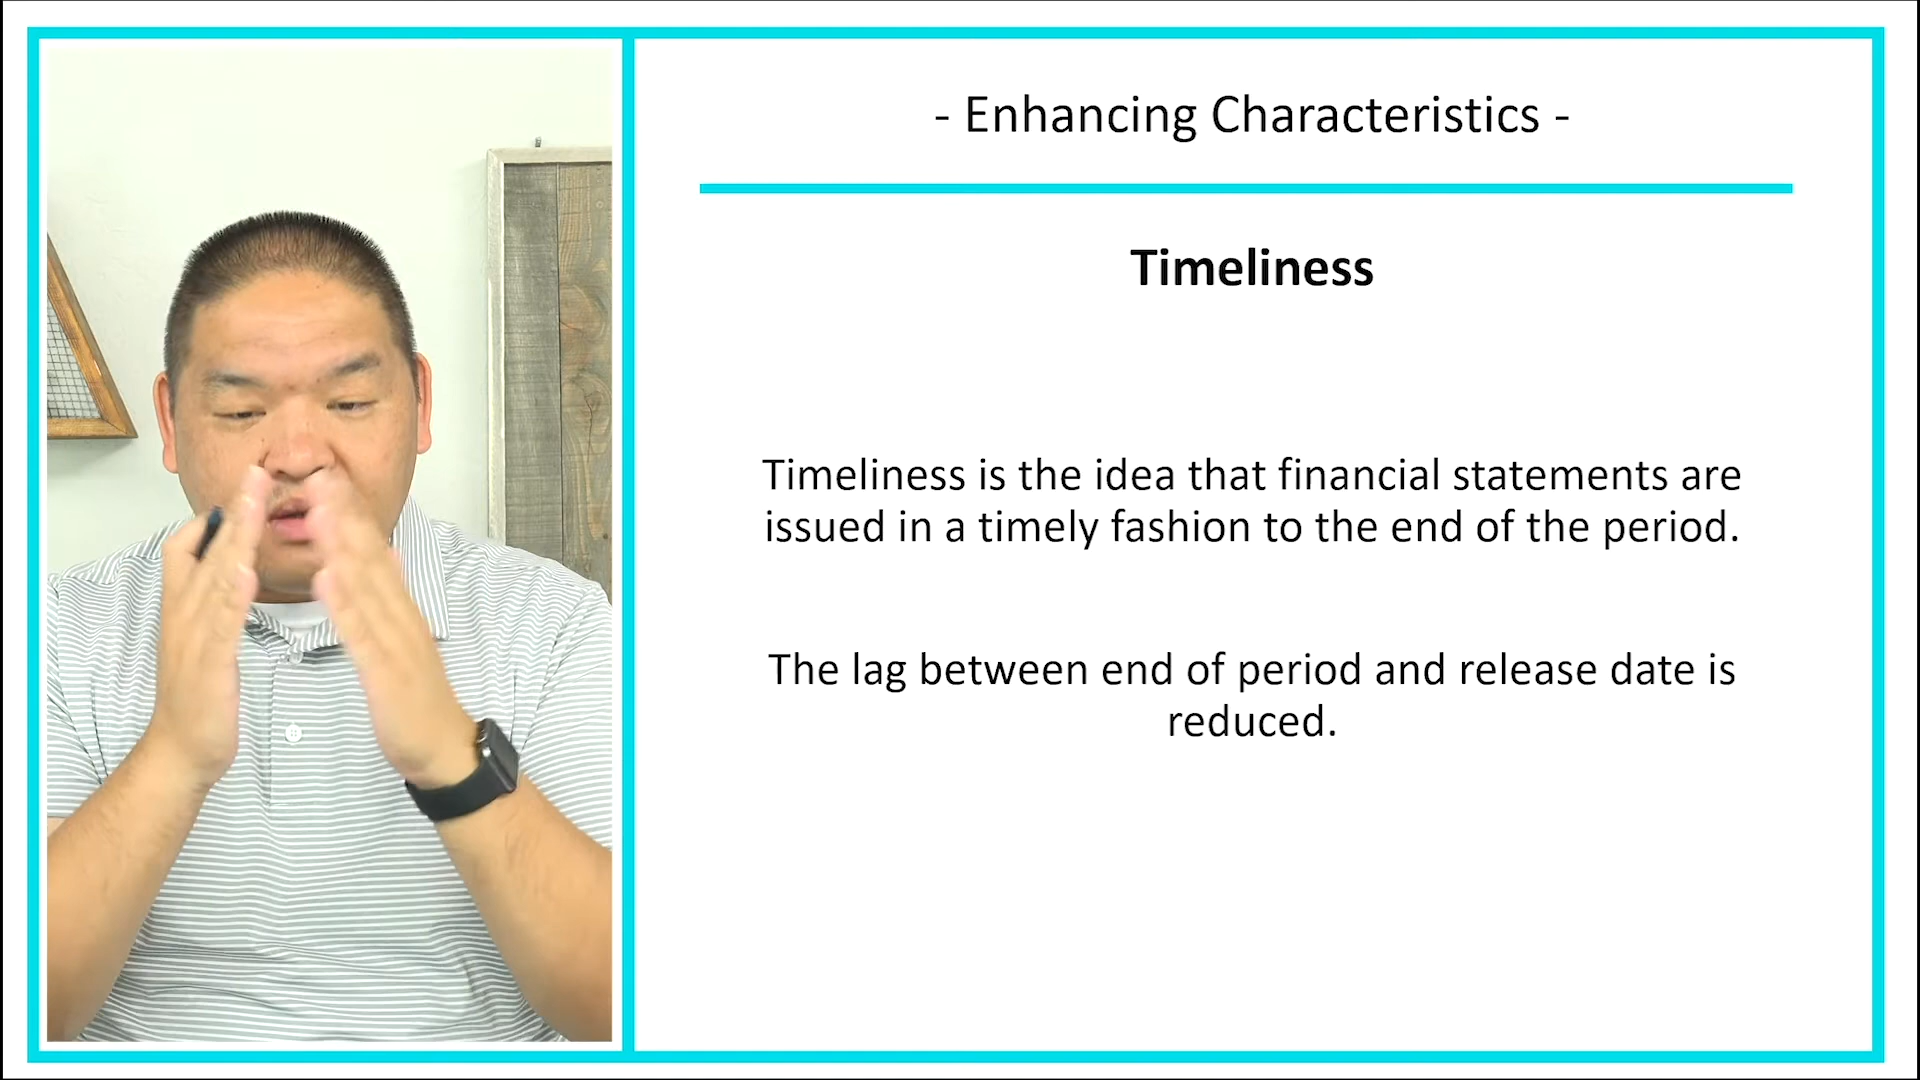 - Enhancing Characteristics -
Timeliness
Timeliness is the idea that financial statements are
issued in a timely fashion to the end of the period.
The lag between end of period and release date is
reduced.